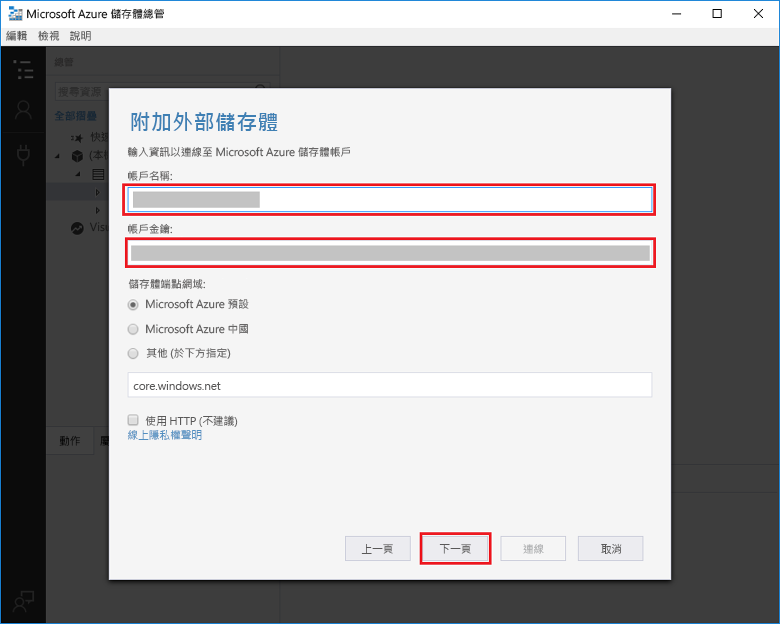 Microsoft Azure 儲存體總管
編輯 檢視 說明
總管
搜尋資源
全部摺疊
快速
(本機
Visu
動作
附加外部儲存體
輸入資訊以連線至 Microsoft Azure 儲存體帳戶
帳戶名稱:
帳戶金鑰:
儲存體端點網域:
Microsoft Azure 預設
Microsoft Azure 中國
其他 (於下方指定)
core.windows.net
使用 HTTP (不建議)
線上隱私權聲明
上一頁 下一頁 連線 取消